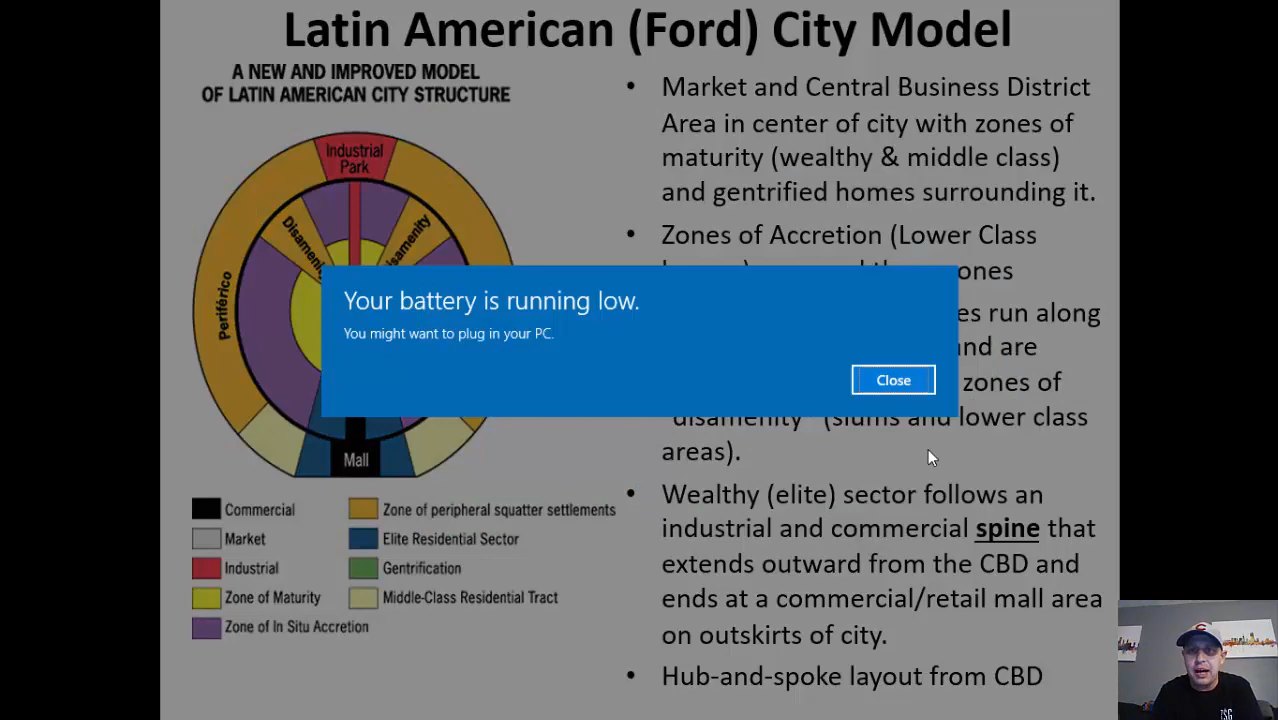 Latin American (Ford) City Model
A NEW AND IMPROVED MODEL
OF LATIN AMERICAN CITY STRUCTURE
Industrial
Park
Disamenity
Disamenity
Periférico
Mall
Commercial
Market
Industrial
Zone of Maturity
Zone of In Situ Accretion
Zone of peripheral squatter settlements
Elite Residential Sector
Gentrification
Middle-Class Residential Tract
• Market and Central Business District
Area in center of city with zones of
maturity (wealthy & middle class)
and gentrified homes surrounding it.
• Zones of Accretion (Lower Class
zones
es run along
and are
zones of
"disamenity" (slums and lower class
areas).
• Wealthy (elite) sector follows an
industrial and commercial spine that
extends outward from the CBD and
ends at a commercial/retail mall area
on outskirts of city.
• Hub-and-spoke layout from CBD
Your battery is running low.
You might want to plug in your PC.
Close